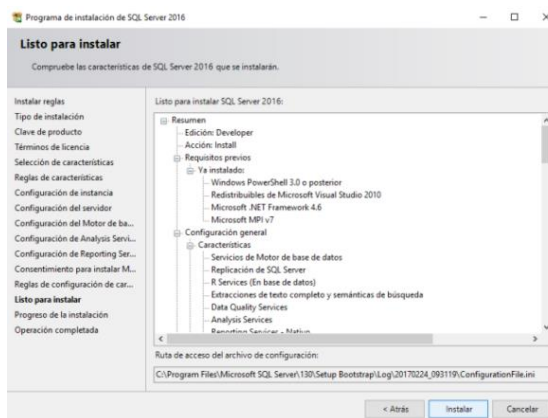 Programa de instalación de SQL Server 2016
Listo para instalar
Compruebe las características de SQL Server 2016 que se instalarán.
Instalar reglas
Tipo de instalación
Clave de producto
Términos de licencia
Selección de características
Reglas de características
Configuración de instancia
Configuración del servidor
Configuración del Motor de ba...
Configuración de Analysis Servi...
Configuración de Reporting Ser...
Consentimiento para instalar M...
Reglas de configuración de car...
Listo para instalar
Progreso de la instalación
Operación completada
Listo para instalar SQL Server 2016:
Resumen
Edición: Developer
Acción: Install
Requisitos previos
Ya instalado:
Windows PowerShell 3.0 o posterior
Redistribuibles de Microsoft Visual Studio 2010
Microsoft .NET Framework 4.6
Microsoft MPI v7
Configuración general
Características
Servicios de Motor de base de datos
Replicación de SQL Server
R Services (En base de datos)
Extracciones de texto completo y semánticas de búsqueda
Data Quality Services
Analysis Services
Reporting Services - Nativo
Ruta de acceso del archivo de configuración:
C:\Program Files\Microsoft SQL Server\130\Setup Bootstrap\Log\20170224_093119\ConfigurationFile.ini
< Atrás
Instalar
Cancelar